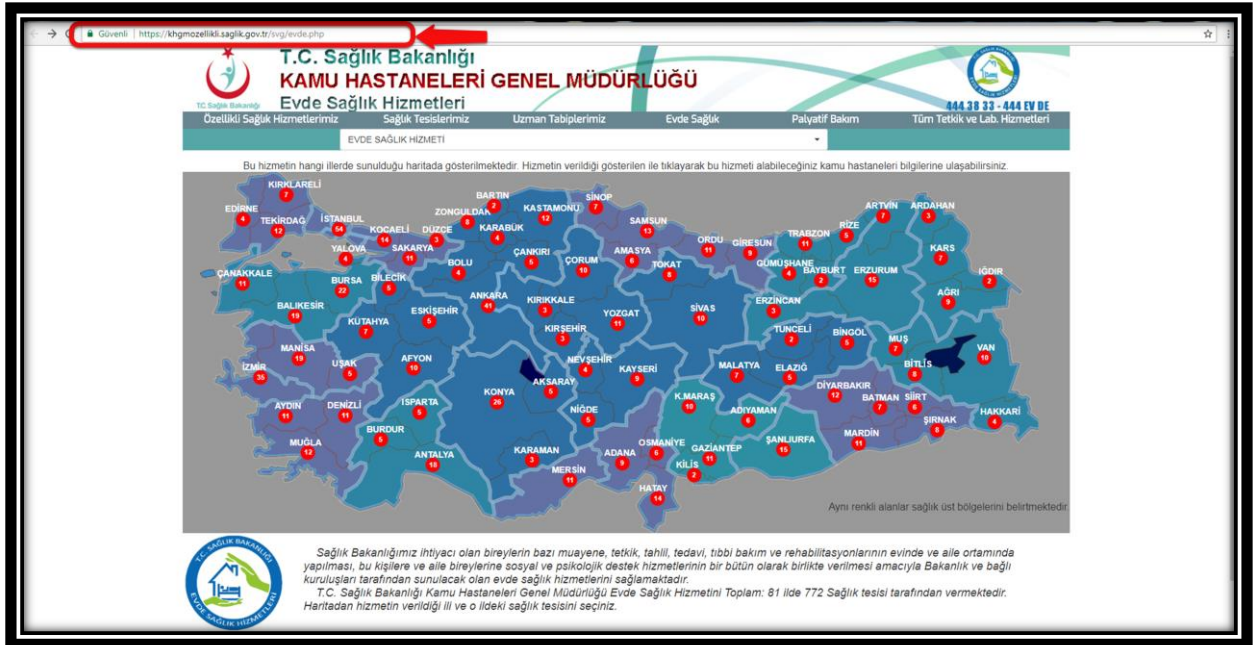 Güvenli | https://khgmozellikli.saglik.gov.tr/svg/evde.php
T.C. Sağlık Bakanlığı
KAMU HASTANELERİ GENEL MÜDÜRLÜĞÜ
Evde Sağlık Hizmetleri
TC. Sağlık Bakanlığı
444 38 33 - 444 EV DE
Özellikli Sağlık Hizmetlerimiz Sağlık Tesislerimiz Uzman Tabiplerimiz Evde Sağlık Palyatif Bakım Tüm Tetkik ve Lab. Hizmetleri
EVDE SAĞLIK HİZMETİ
Bu hizmetin hangi illerde sunulduğu haritada gösterilmektedir. Hizmetin verildiği gösterilen ile tıklayarak bu hizmeti alabileceğiniz kamu hastaneleri bilgilerine ulaşabilirsiniz.
KIRKLARELİ 7
EDİRNE 4
TEKİRDAĞ 12
İSTANBUL 54
KOCAELİ 14
YALOVA 4
SAKARYA 11
DÜZCE 3
ZONGULDAK 8
BARTIN 2
KARABÜK 4
KASTAMONU 12
SİNOP 7
SAMSUN 13
ORDU 11
GİRESUN 9
TRABZON 11
RİZE 5
ARTVİN 7
ARDAHAN 3
KARS 7
IĞDIR 2
AĞRI 9
ERZURUM 15
BAYBURT 2
GÜMÜŞHANE 4
ERZİNCAN 3
TOKAT 8
AMASYA 6
ÇORUM 10
ÇANKIRI 5
BOLU 4
BİLECİK 5
BURSA 22
ÇANAKKALE 11
BALIKESİR 19
KÜTAHYA 7
ESKİŞEHİR 5
ANKARA 41
KIRIKKALE 3
KIRŞEHİR 3
YOZGAT 11
SİVAS 10
TUNCELİ 2
BİNGÖL 5
MUŞ 7
VAN 10
BİTLİS 8
MANİSA 19
İZMİR 35
UŞAK 5
AFYON 10
KONYA 26
AKSARAY 5
NEVŞEHİR 4
KAYSERİ 9
MALATYA 7
ELAZIĞ 5
DİYARBAKIR 12
BATMAN 7
SİİRT 6
ŞIRNAK 8
HAKKARİ 4
AYDIN 11
DENİZLİ 11
ISPARTA 5
BURDUR 5
MUĞLA 12
ANTALYA 18
KARAMAN 3
NİĞDE 5
MERSİN 11
ADANA 9
OSMANİYE 6
K.MARAŞ 10
ADIYAMAN 6
GAZİANTEP 11
KİLİS 2
ŞANLIURFA 15
MARDİN 11
HATAY 14
Aynı renkli alanlar sağlık üst bölgelerini belirtmektedir.
T.C. SAĞLIK BAKANLIĞI
EVDE SAĞLIK HİZMETLERİ
Sağlık Bakanlığımız ihtiyacı olan bireylerin bazı muayene, tetkik, tahlil, tedavi, tıbbi bakım ve rehabilitasyonlarının evinde ve aile ortamında
yapılması, bu kişilere ve aile bireylerine sosyal ve psikolojik destek hizmetlerinin bir bütün olarak birlikte verilmesi amacıyla Bakanlık ve bağlı
kuruluşları tarafından sunulacak olan evde sağlık hizmetlerini sağlamaktadır.
T.C. Sağlık Bakanlığı Kamu Hastaneleri Genel Müdürlüğü Evde Sağlık Hizmetini Toplam: 81 ilde 772 Sağlık tesisi tarafından vermektedir.
Haritadan hizmetin verildiği ili ve o ildeki sağlık tesisini seçiniz.